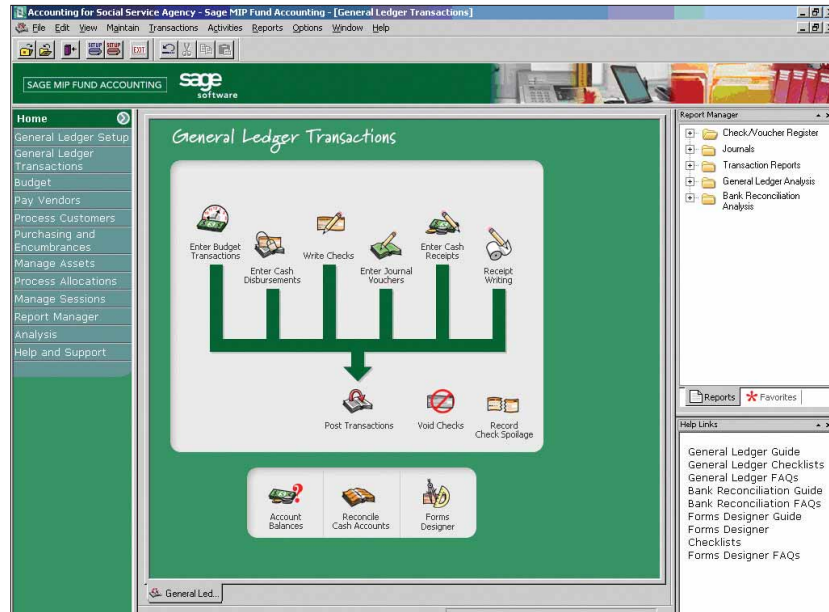 Accounting for Social Service Agency - Sage MIP Fund Accounting - [General Ledger Transactions]
File Edit View Maintain Transactions Activities Reports Options Window Help
SETUP SETUP EXIT
SAGE MIP FUND ACCOUNTING
sage
software
Home
General Ledger Setup
General Ledger
Transactions
Budget
Pay Vendors
Process Customers
Purchasing and
Encumbrances
Manage Assets
Process Allocations
Manage Sessions
Report Manager
Analysis
Help and Support
General Ledger Transactions
Enter Budget
Transactions
Enter Cash
Disbursements
Write Checks
Enter Journal
Vouchers
Enter Cash
Receipts
Receipt
Writing
Post Transactions
Void Checks
Record
Check Spoilage
Account
Balances
Reconcile
Cash Accounts
Forms
Designer
General Led...
Report Manager
Check/Voucher Register
Journals
Transaction Reports
General Ledger Analysis
Bank Reconciliation
Analysis
Reports Favorites
Help Links
General Ledger Guide
General Ledger Checklists
General Ledger FAQs
Bank Reconciliation Guide
Bank Reconciliation FAQs
Forms Designer Guide
Forms Designer
Checklists
Forms Designer FAQs